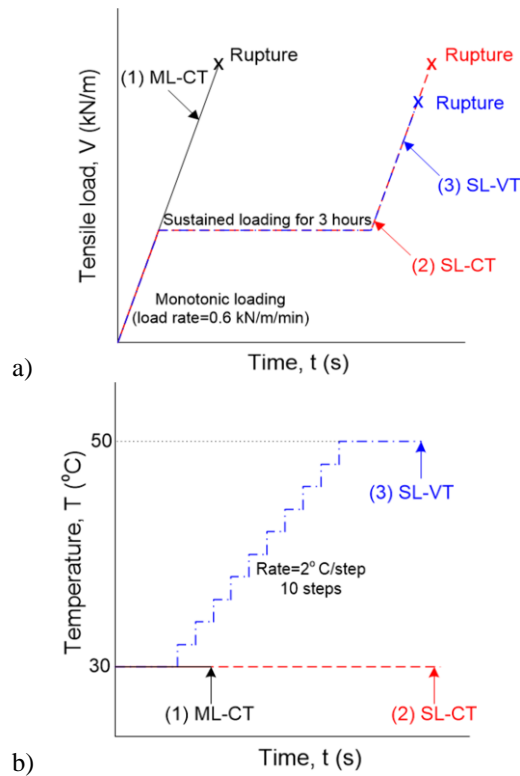 Rupture
Rupture
(1) ML-CT
Rupture
(3) SL-VT
Sustained loading for 3 hours
(2) SL-CT
Monotonic loading
(load rate=0.6 kN/m/min)
Tensile load, V (kN/m)
Time, t (s)
a)
50
(3) SL-VT
Rate=2° C/step
10 steps
Temperature, T (°C)
30
(1) ML-CT
(2) SL-CT
Time, t (s)
b)